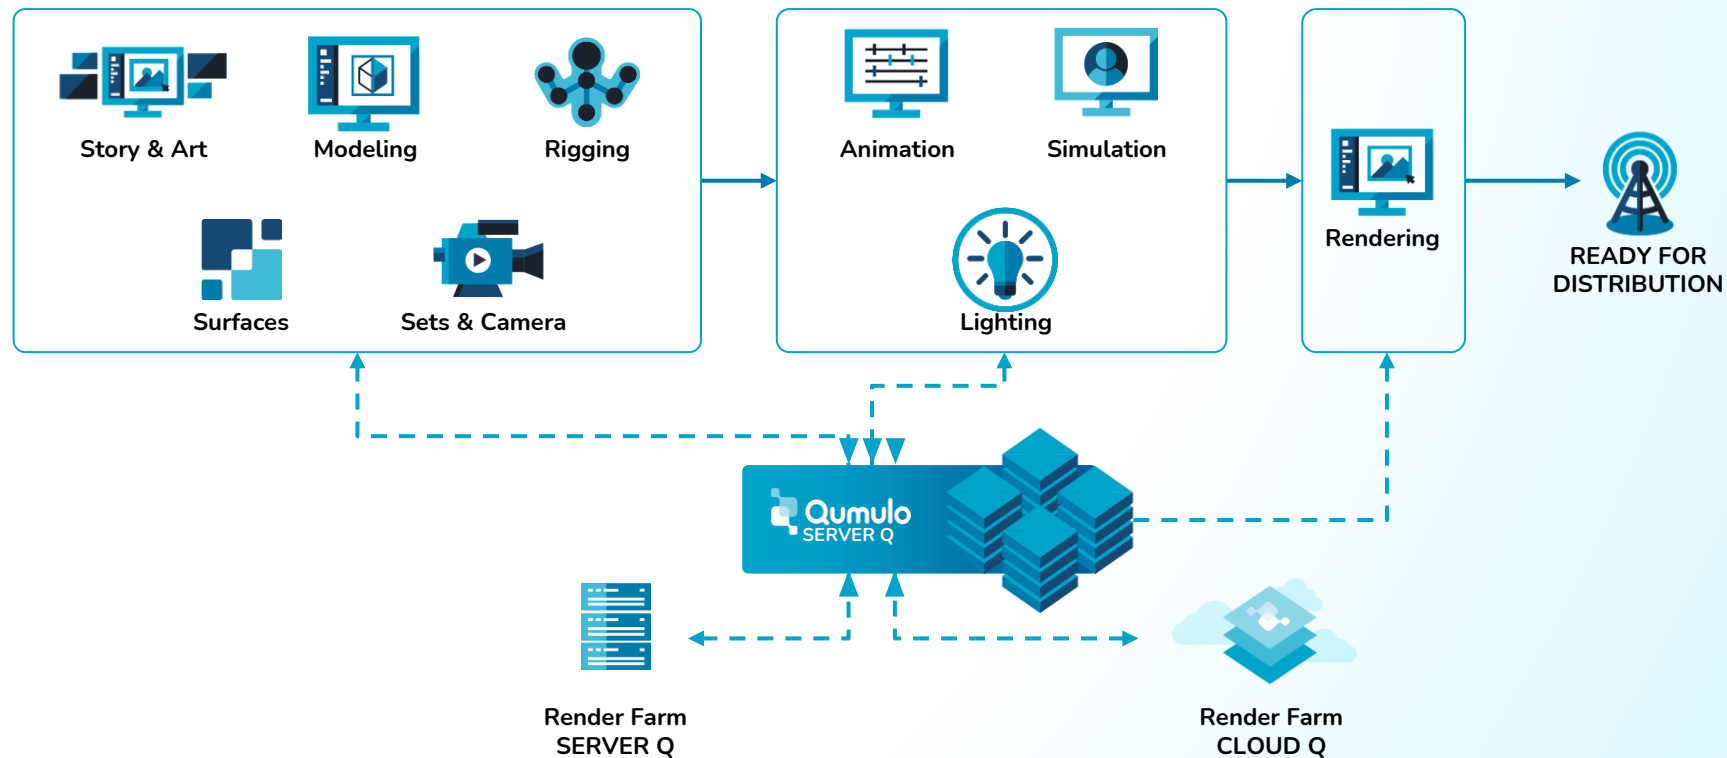 Story & Art
Modeling
Rigging
Surfaces
Sets & Camera
Animation
Simulation
Lighting
Rendering
READY FOR
DISTRIBUTION
Qumulo
SERVER Q
Render Farm
SERVER Q
Render Farm
CLOUD Q